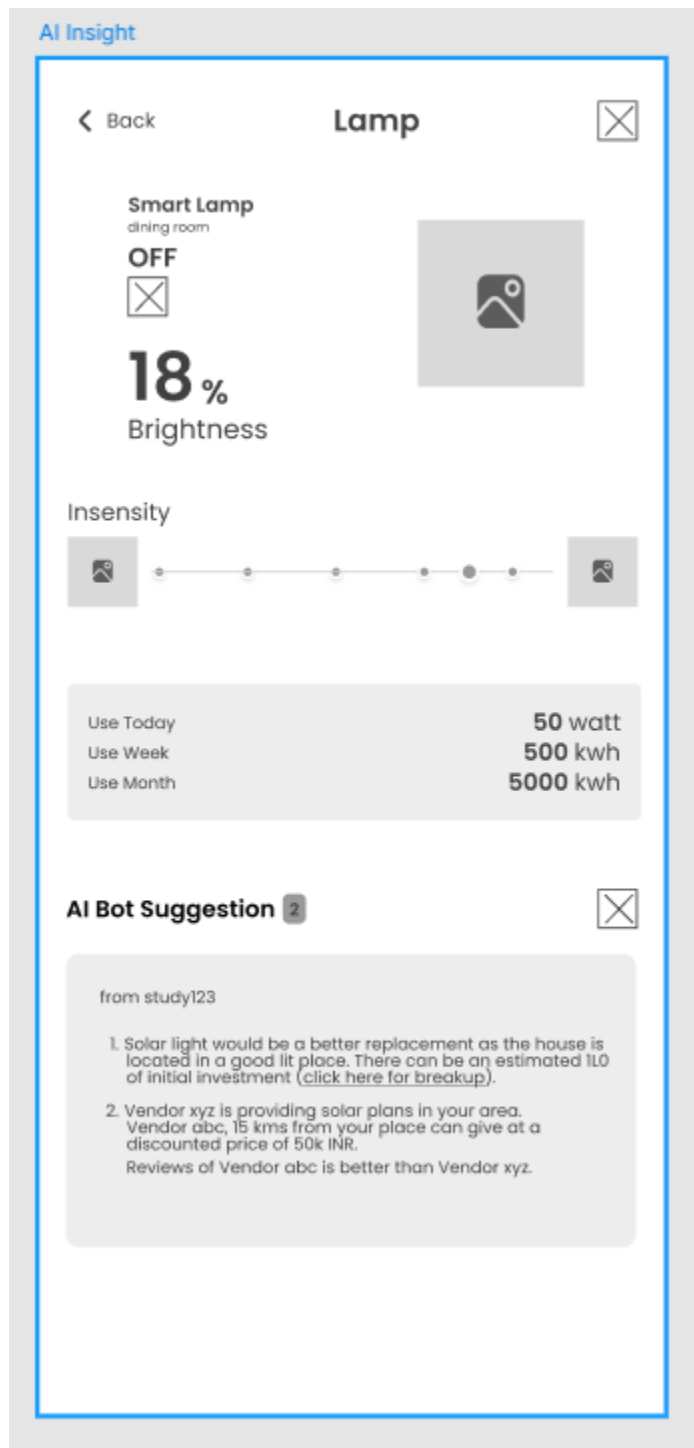 AI Insight
Back
Lamp
Smart Lamp
dining room
OFF
18 %
Brightness
Insensity
Use Today
50 watt
Use Week
500 kwh
Use Month
5000 kwh
AI Bot Suggestion 2
from study123
1. Solar light would be a better replacement as the house is
located in a good lit place. There can be an estimated 1L0
of initial investment (click here for breakup).
2. Vendor xyz is providing solar plans in your area.
Vendor abc, 15 kms from your place can give at a
discounted price of 50k INR.
Reviews of Vendor abc is better than Vendor xyz.